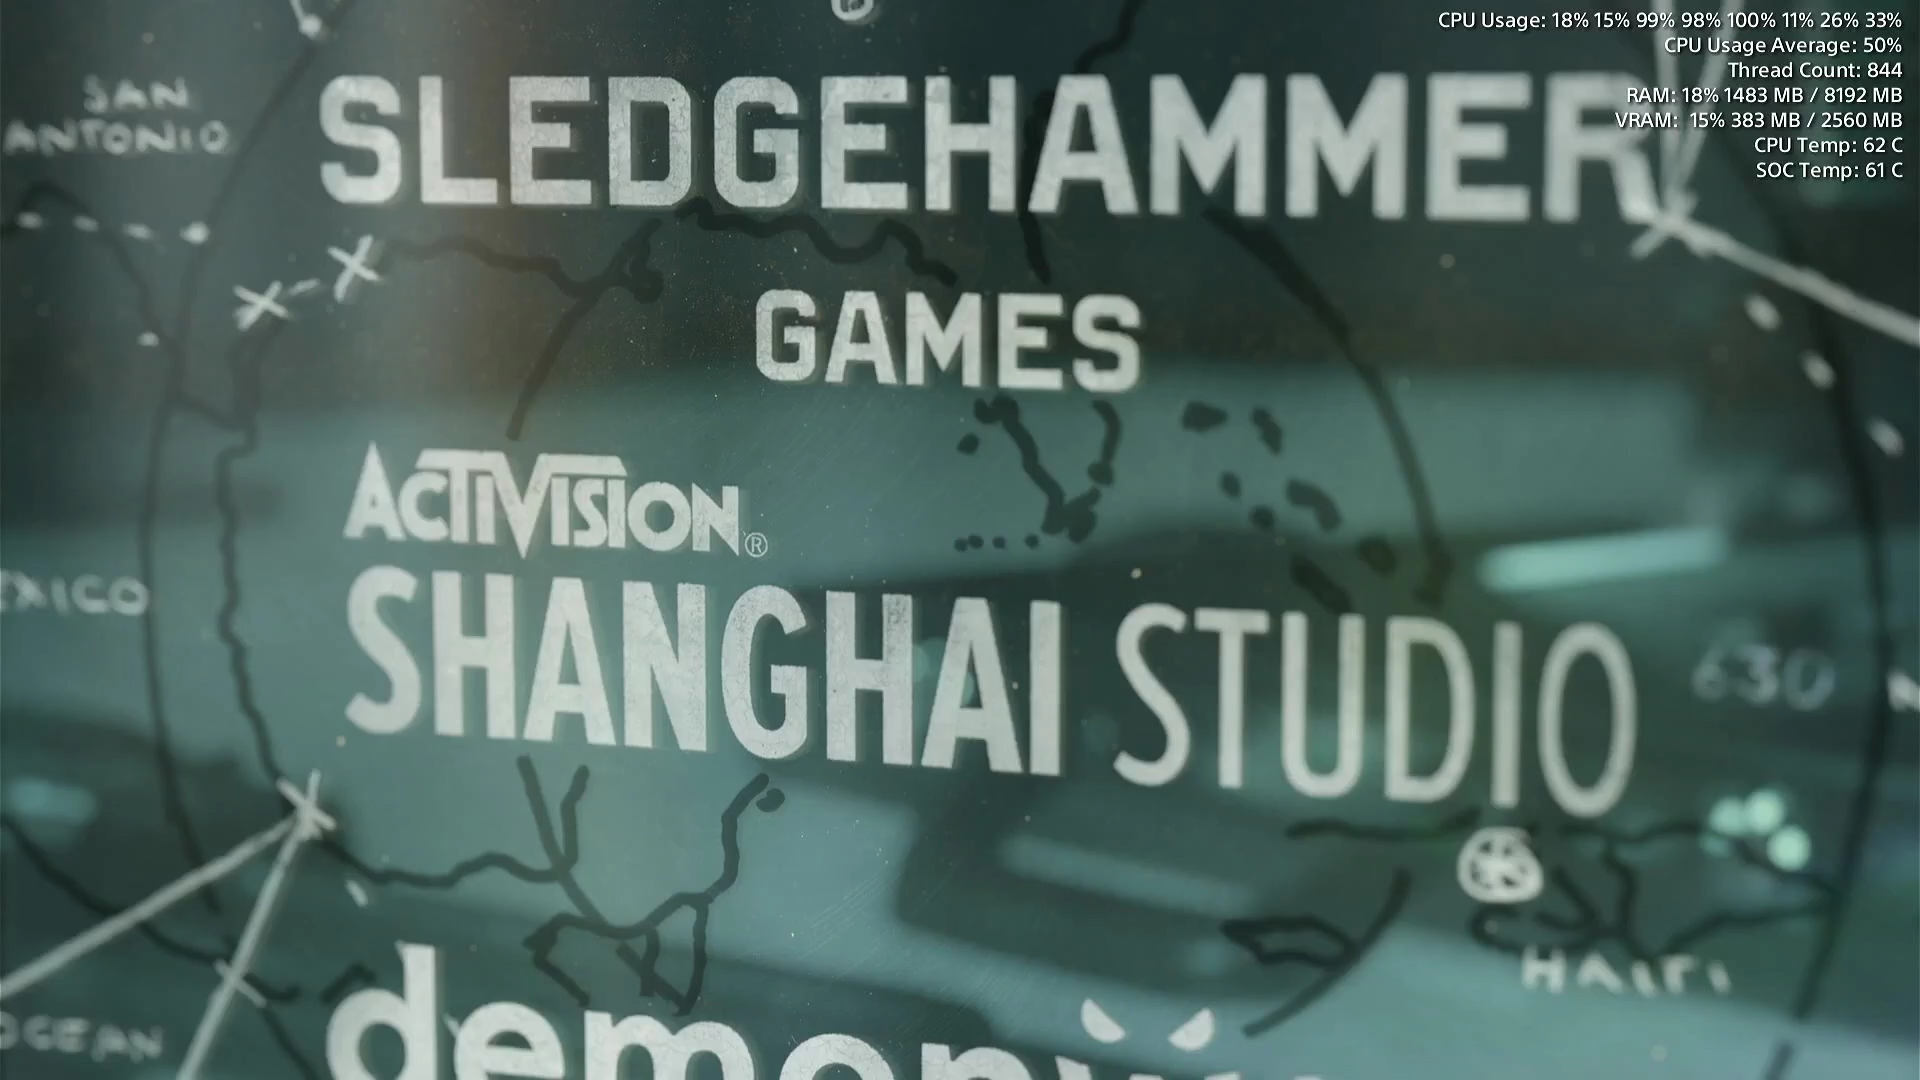 CPU Usage: 18% 15% 99% 98% 100% 11% 26% 33%
CPU Usage Average: 50%
Thread Count: 844
RAM: 18% 1483 MB / 8192 MB
VRAM: 15% 383 MB / 2560 MB
CPU Temp: 62 C
SOC Temp: 61 C
SAN
ANTONIO
SLEDGEHAMMER
GAMES
ACTIVISION®
EXICO
SHANGHAI STUDIO
630
N
HAITI
OCEAN
demonw